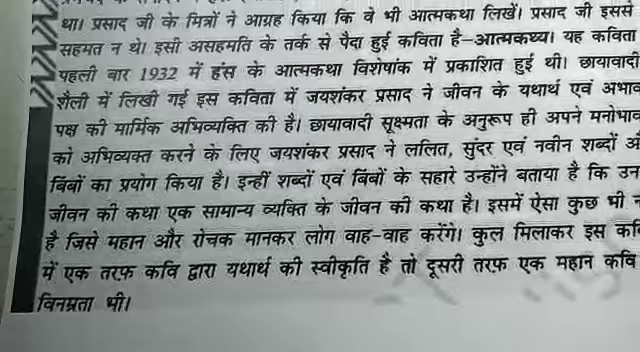 था। प्रसाद जी के मित्रों ने आग्रह किया कि वे भी आत्मकथा लिखें। प्रसाद जी इससे
सहमत न थे। इसी असहमति के तर्क से पैदा हुई कविता है–आत्मकथ्य। यह कविता
पहली बार 1932 में हंस के आत्मकथा विशेषांक में प्रकाशित हुई थी। छायावादी
शैली में लिखी गई इस कविता में जयशंकर प्रसाद ने जीवन के यथार्थ एवं अभाव
पक्ष की मार्मिक अभिव्यक्ति की है। छायावादी सूक्ष्मता के अनुरूप ही अपने मनोभाव
को अभिव्यक्त करने के लिए जयशंकर प्रसाद ने ललित, सुंदर एवं नवीन शब्दों
बिंबों का प्रयोग किया है। इन्हीं शब्दों एवं बिंबों के सहारे उन्होंने बताया है कि उन
जीवन की कथा एक सामान्य व्यक्ति के जीवन की कथा है। इसमें ऐसा कुछ भी
है जिसे महान और रोचक मानकर लोग वाह-वाह करेंगे। कुल मिलाकर इस
में एक तरफ़ कवि द्वारा यथार्थ की स्वीकृति है तो दूसरी तरफ़ एक महान कवि
विनम्रता भी।